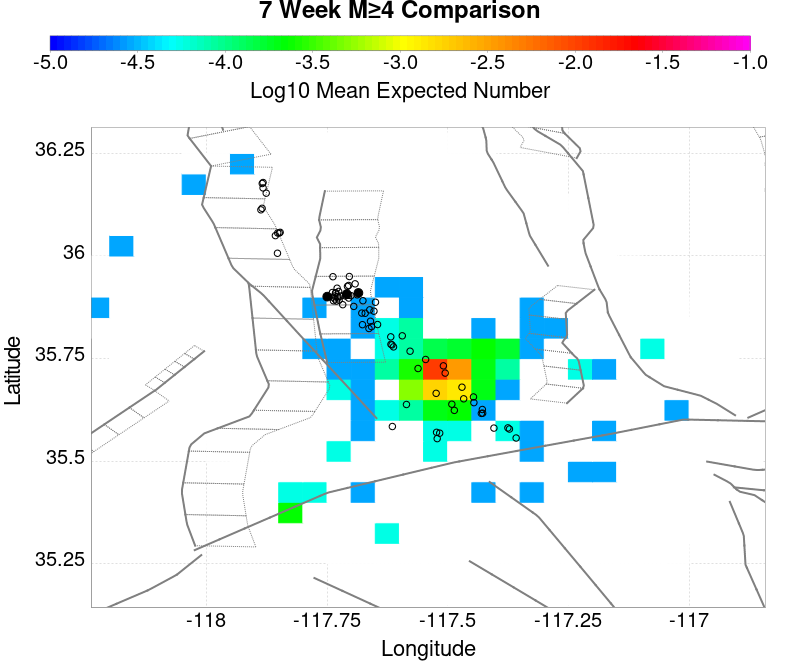 7 Week M≥4 Comparison
-5.0 -4.5 -4.0 -3.5 -3.0 -2.5 -2.0 -1.5 -1.0
Log10 Mean Expected Number
36.25
36
35.75
35.5
35.25
Latitude
-118 -117.75 -117.5 -117.25 -117
Longitude